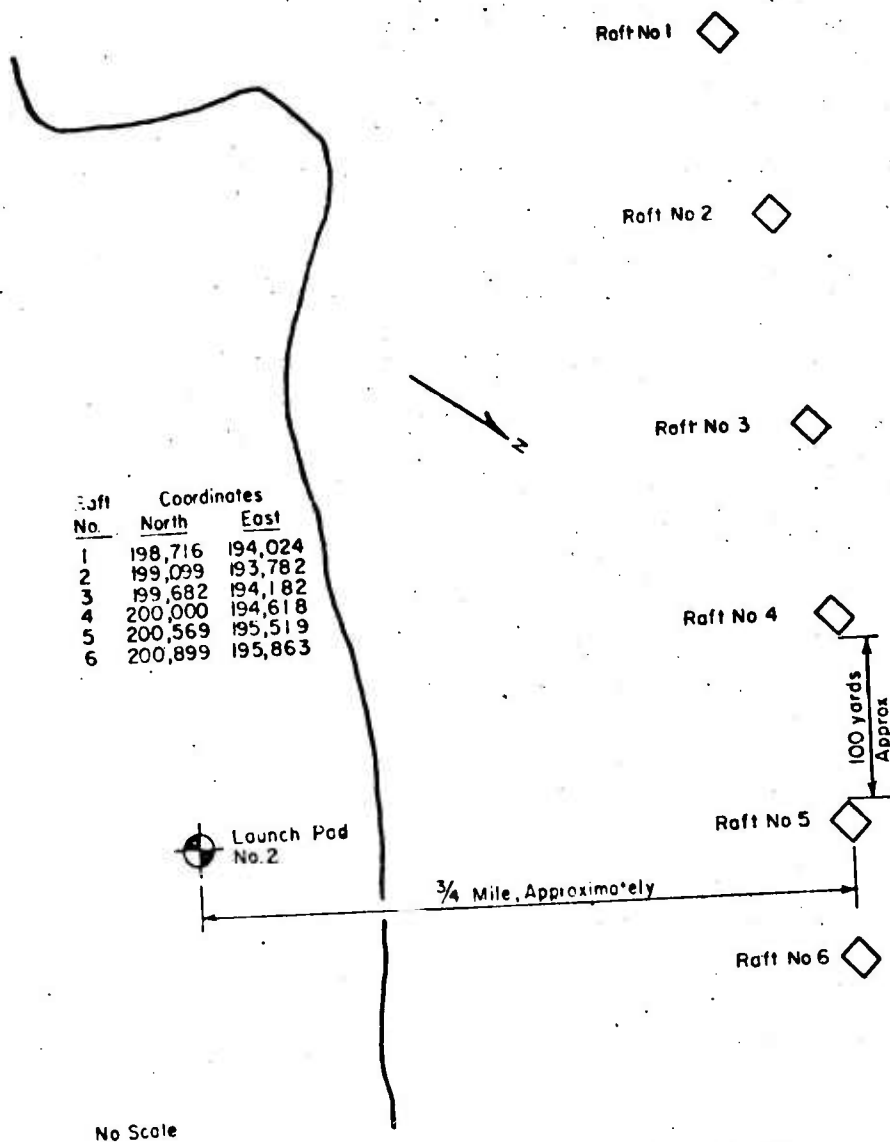 Raft No 1
Raft No 2
N
Raft No 3
Coordinates
No. North East
1 198,716 194,024
2 199,099 193,782
3 199,682 194,182
4 200,000 194,618
5 200,569 195,519
6 200,899 195,863
Raft No 4
100 yards
Approx
Raft No 5
Launch Pad
No. 2
3/4 Mile, Approximately
Raft No 6
No Scale